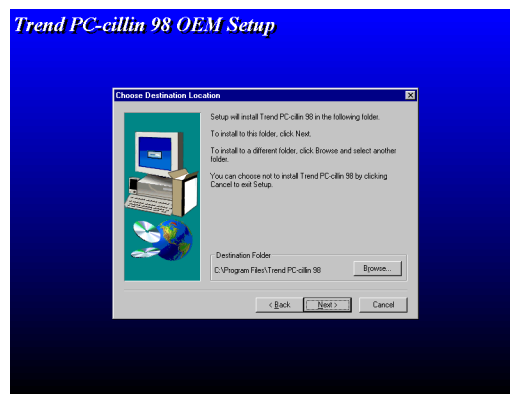 Trend PC-cillin 98 OEM Setup
Choose Destination Location
Setup will install Trend PC-cillin 98 in the following folder.
To install to this folder, click Next.
To install to a different folder, click Browse and select another
folder.
You can choose not to install Trend PC-cillin 98 by clicking
Cancel to exit Setup.
Destination Folder
C:\Program Files\Trend PC-cillin 98
Browse...
< Back
Next >
Cancel